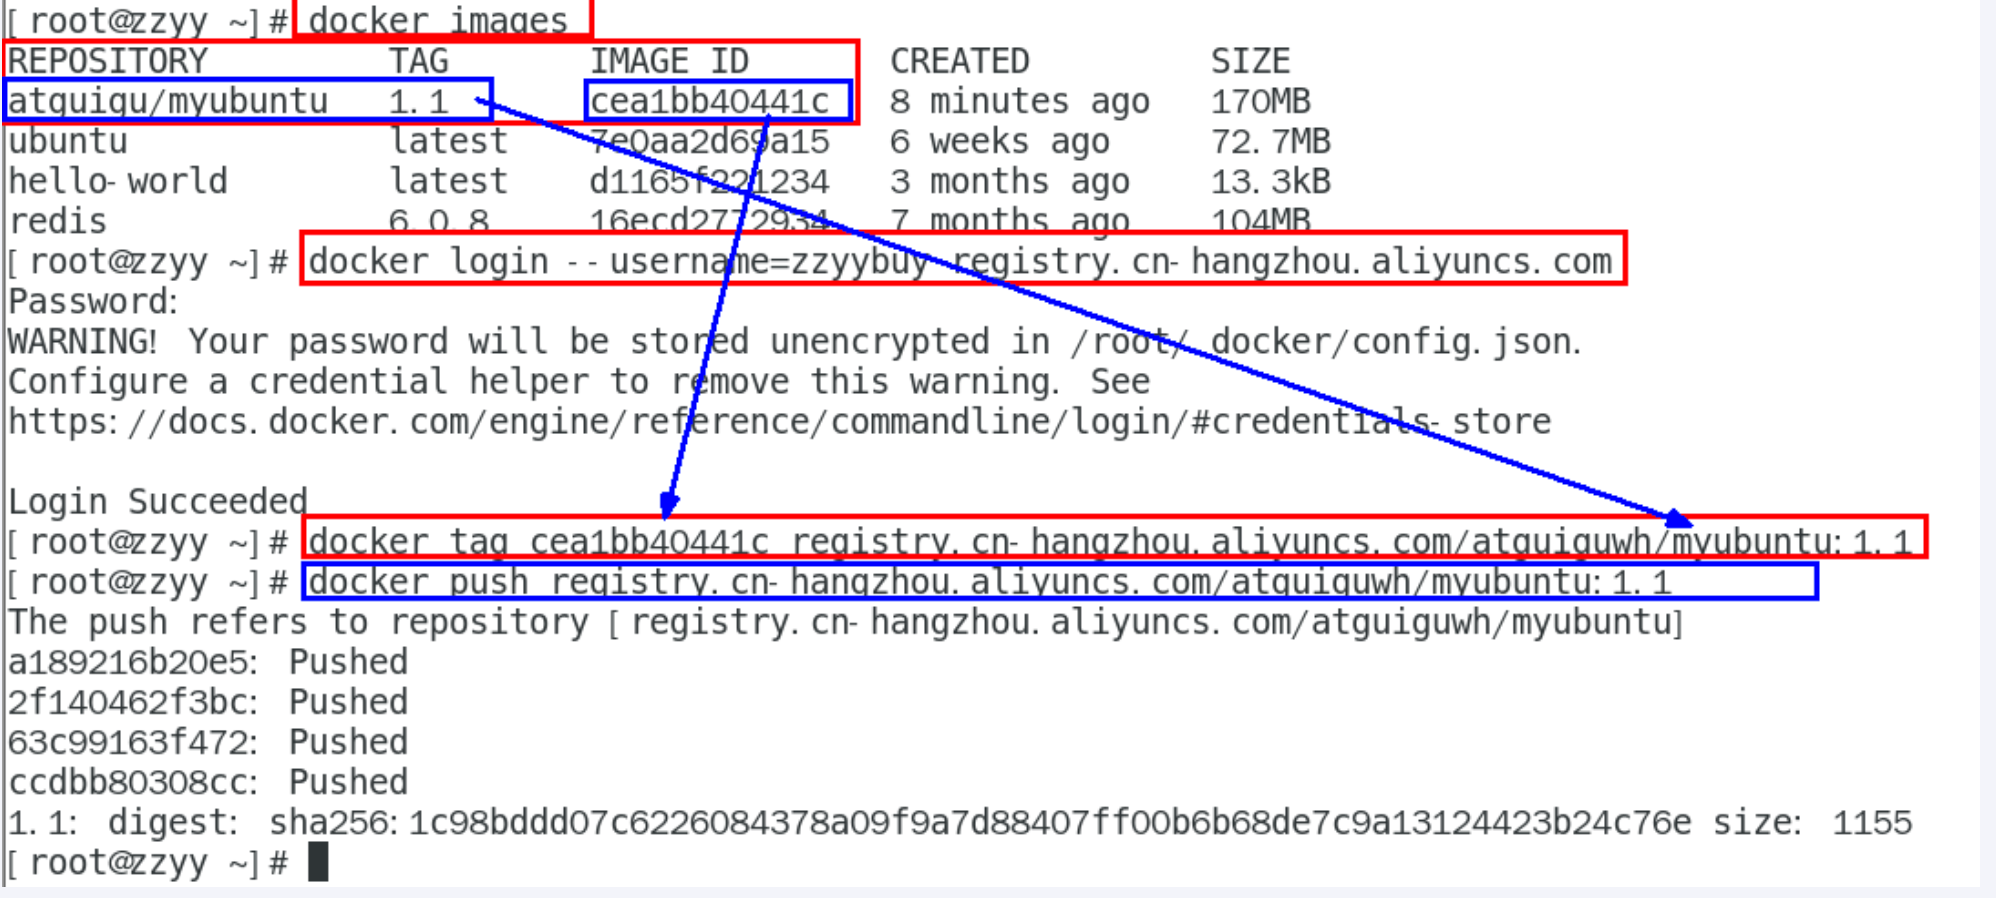 [root@zzyy ~]# docker images
REPOSITORY TAG IMAGE ID CREATED SIZE
atguigu/myubuntu 1.1 cea1bb40441c 8 minutes ago 170MB
ubuntu latest 7e0aa2d69a15 6 weeks ago 72.7MB
hello-world latest d1165f221234 3 months ago 13.3kB
redis 6.0.8 16ecd2772934 7 months ago 104MB
[root@zzyy ~]# docker login --username=zzyybuy registry.cn-hangzhou.aliyuncs.com
Password:
WARNING! Your password will be stored unencrypted in /root/.docker/config.json.
Configure a credential helper to remove this warning. See
https://docs.docker.com/engine/reference/commandline/login/#credentials-store
Login Succeeded
[root@zzyy ~]# docker tag cea1bb40441c registry.cn-hangzhou.aliyuncs.com/atguiguwh/myubuntu:1.1
[root@zzyy ~]# docker push registry.cn-hangzhou.aliyuncs.com/atguiguwh/myubuntu:1.1
The push refers to repository [registry.cn-hangzhou.aliyuncs.com/atguiguwh/myubuntu]
a189216b20e5: Pushed
2f140462f3bc: Pushed
63c99163f472: Pushed
ccdbb80308cc: Pushed
1.1: digest: sha256:1c98bddd07c6226084378a09f9a7d88407ff00b6b68de7c9a13124423b24c76e size: 1155
[root@zzyy ~]#